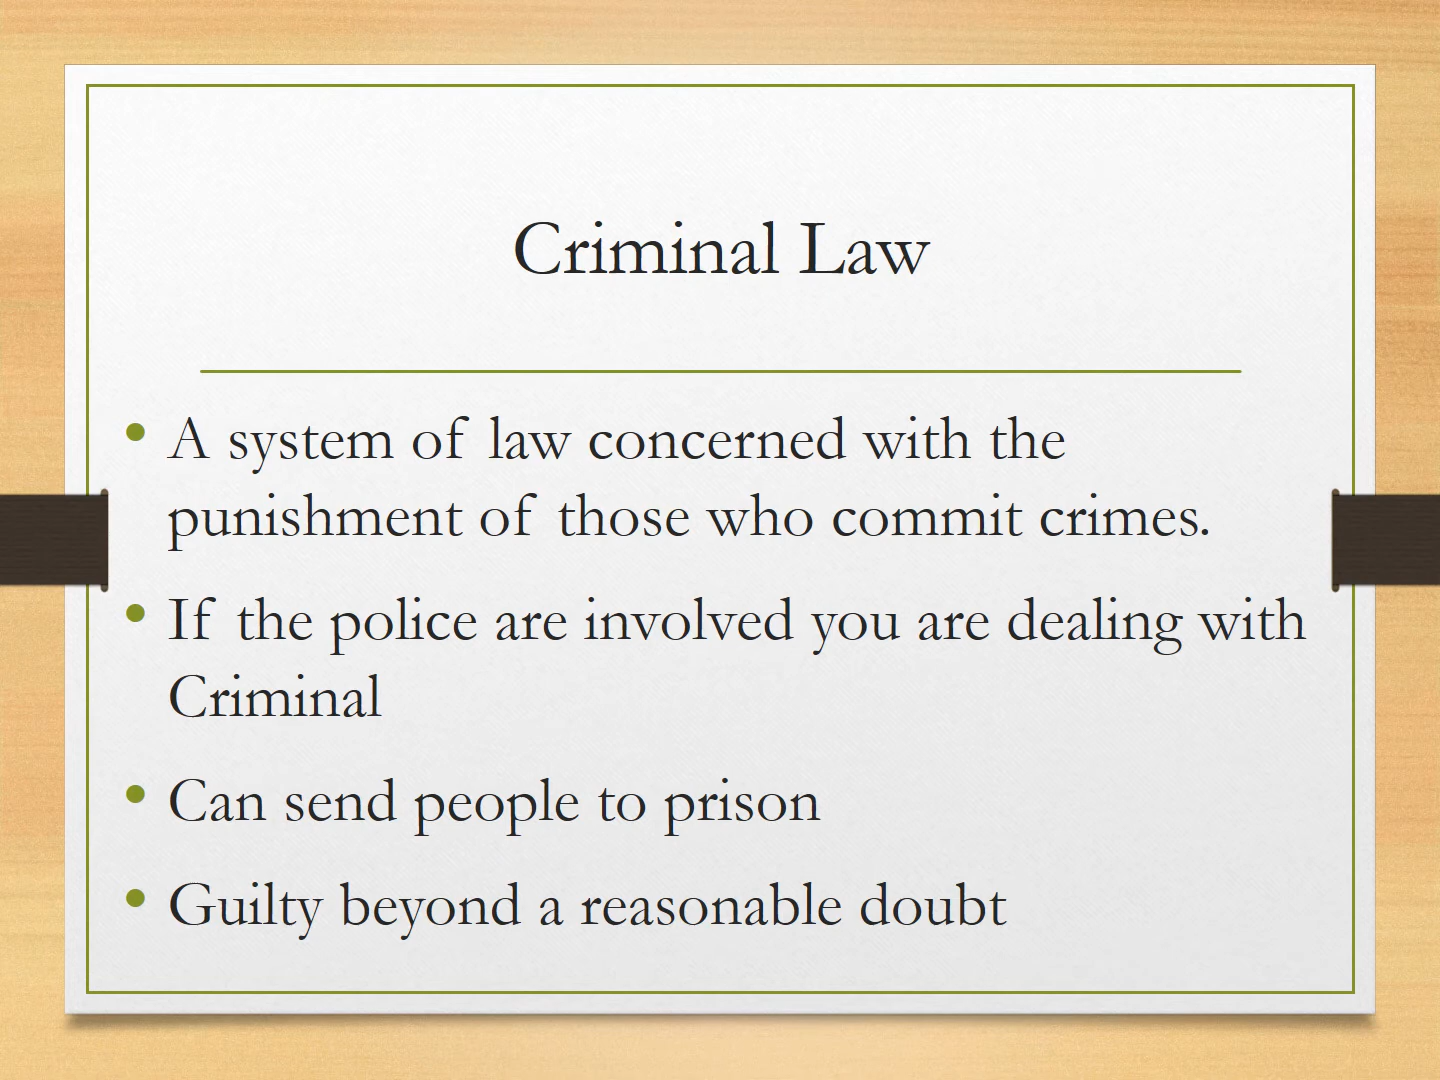 Criminal Law
• A system of law concerned with the
punishment of those who commit crimes.
• If the police are involved you are dealing with
Criminal
• Can send people to prison
• Guilty beyond a reasonable doubt